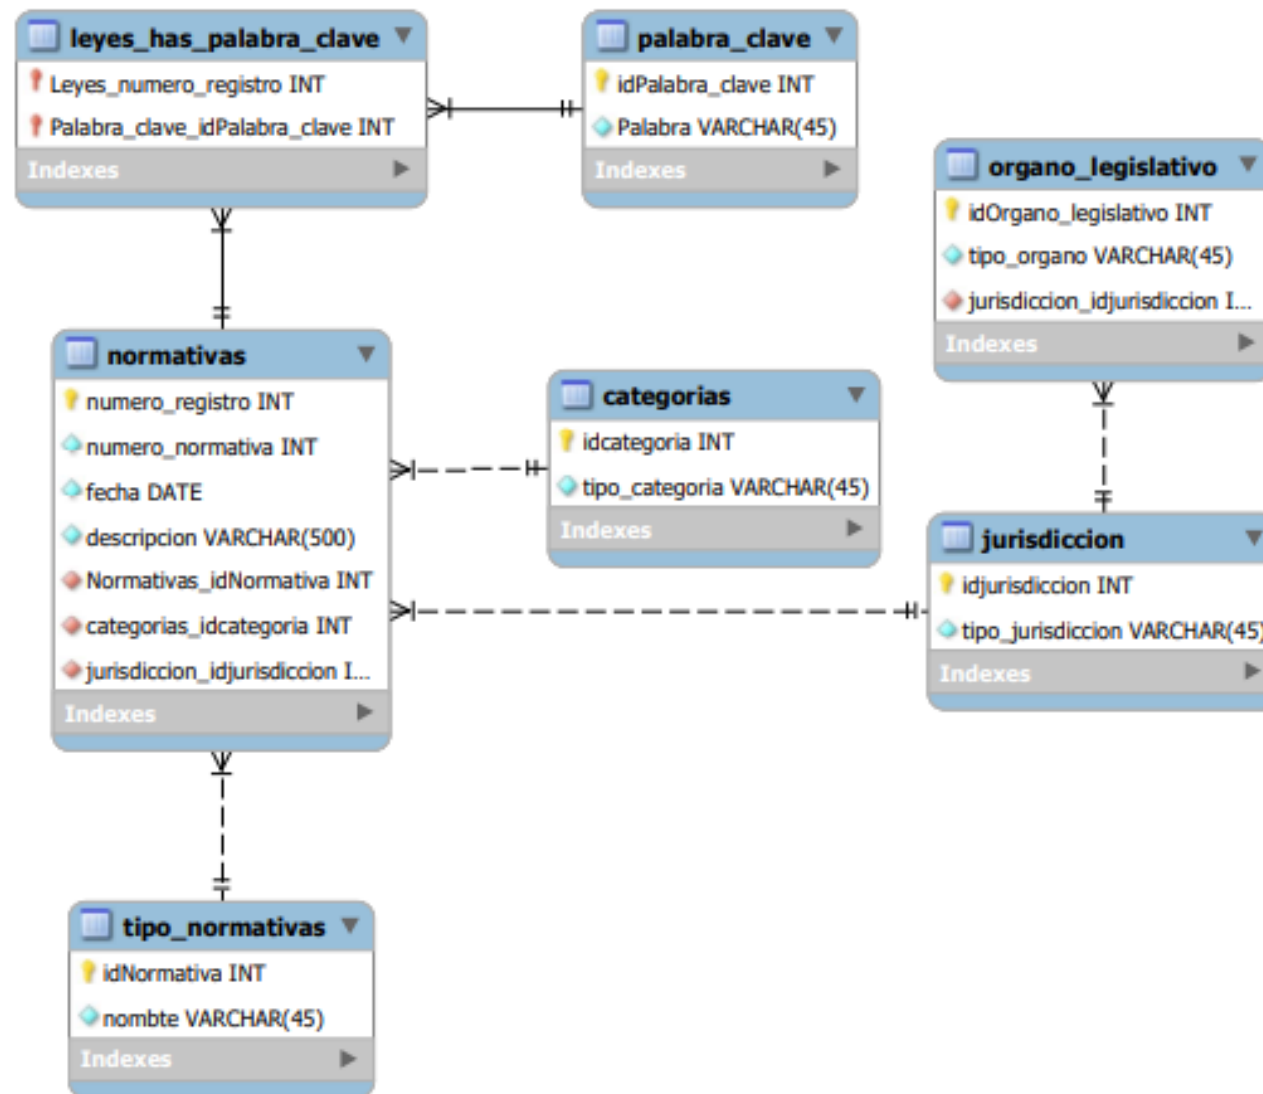 leyes_has_palabra_clave
Leyes_numero_registro INT
Palabra_clave_idPalabra_clave INT
Indexes
palabra_clave
idPalabra_clave INT
Palabra VARCHAR(45)
Indexes
organo_legislativo
idOrgano_legislativo INT
tipo_organo VARCHAR(45)
jurisdiccion_idjurisdiccion I...
Indexes
normativas
numero_registro INT
numero_normativa INT
fecha DATE
descripcion VARCHAR(500)
Normativas_idNormativa INT
categorias_idcategoria INT
jurisdiccion_idjurisdiccion I...
Indexes
categorias
idcategoria INT
tipo_categoria VARCHAR(45)
Indexes
jurisdiccion
idjurisdiccion INT
tipo_jurisdiccion VARCHAR(45)
Indexes
tipo_normativas
idNormativa INT
nombte VARCHAR(45)
Indexes